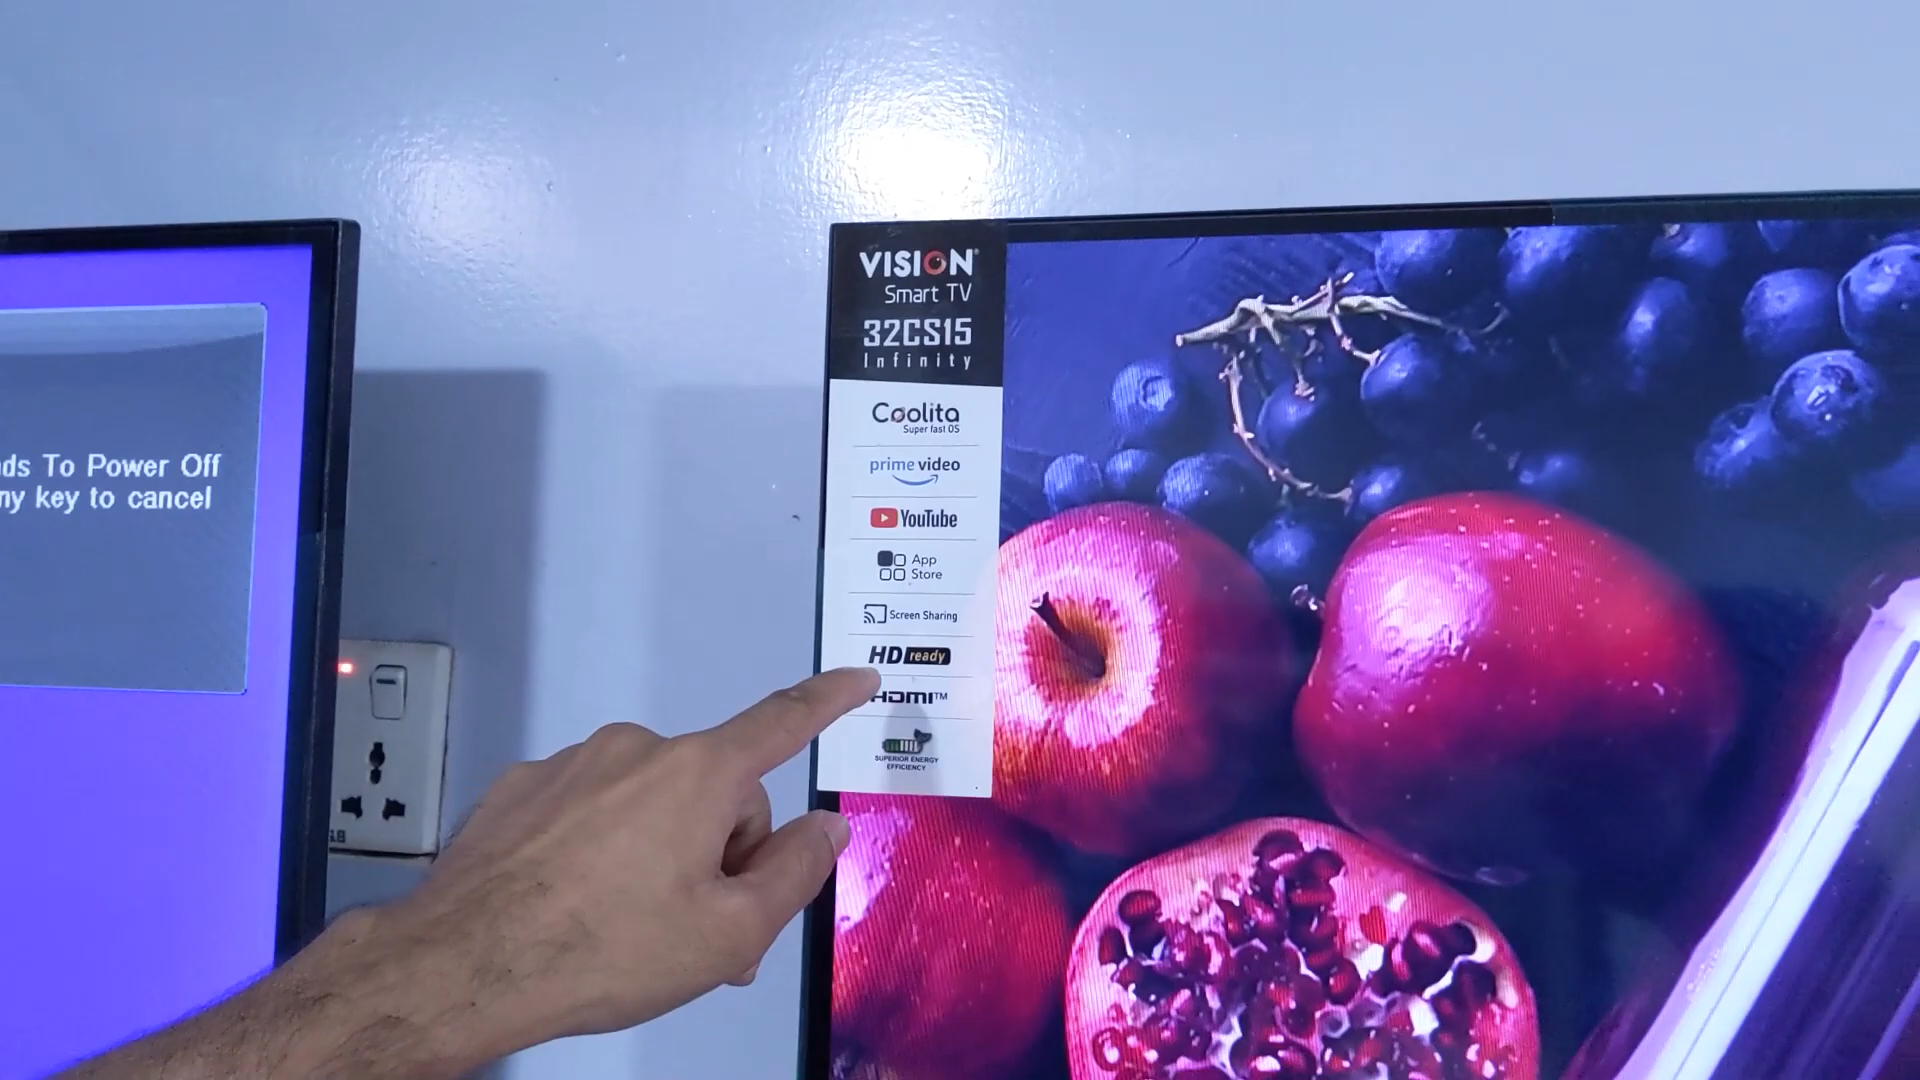 ds To Power Off
ny key to cancel
VISION
Smart TV
32CS15
Infinity
Coolita
Super fast OS
prime video
YouTube
App
Store
Screen Sharing
HD ready
HDMI™
SUPERIOR ENERGY
EFFICIENCY